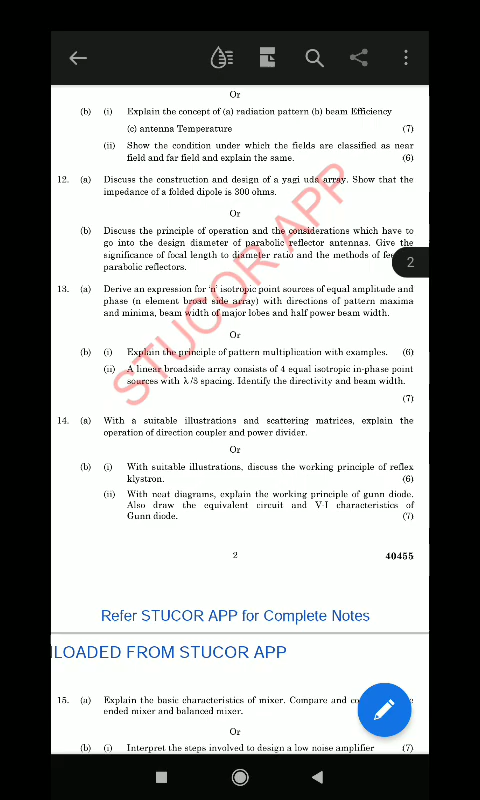 Or
(b) (i) Explain the concept of (a) radiation pattern (b) beam Efficiency
(c) antenna Temperature (7)
(ii) Show the condition under which the fields are classified as near
field and far field and explain the same. (6)
12. (a) Discuss the construction and design of a yagi uda array. Show that the
impedance of a folded dipole is 300 ohms.
Or
(b) Discuss the principle of operation and the considerations which have to
go into the design diameter of parabolic reflector antennas. Give the
significance of focal length to diameter ratio and the methods of
parabolic reflectors.
2
13. (a) Derive an expression for 'n' isotropic point sources of equal amplitude and
phase (n element broad side array) with directions of pattern maxima
and minima, beam width of major lobes and half power beam width.
Or
(b) (i) Explain the principle of pattern multiplication with examples. (6)
(ii) A linear broadside array consists of 4 equal isotropic in-phase point
sources with λ/3 spacing. Identify the directivity and beam width.
(7)
14. (a) With a suitable illustrations and scattering matrices, explain the
operation of direction coupler and power divider.
Or
(b) (i) With suitable illustrations, discuss the working principle of reflex
klystron. (6)
(ii) With neat diagrams, explain the working principle of gunn diode.
Also draw the equivalent circuit and V-I characteristics of
Gunn diode. (7)
STUCOR APP
2 40455
Refer STUCOR APP for Complete Notes
LOADED FROM STUCOR APP
15. (a) Explain the basic characteristics of mixer. Compare and
ended mixer and balanced mixer.
Or
(b) (i) Interpret the steps involved to design a low noise amplifier (7)